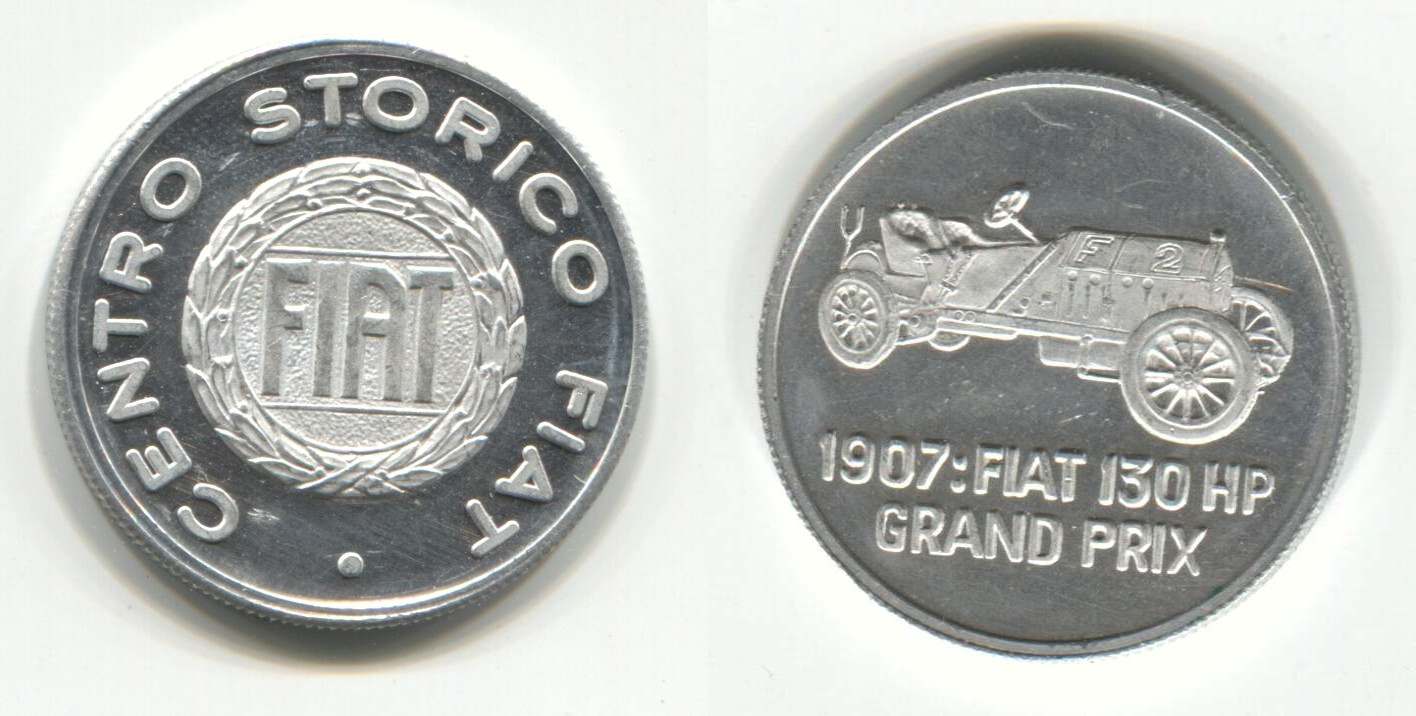 CENTRO STORICO FIAT
FIAT
F 2
1907: FIAT 130 HP
GRAND PRIX